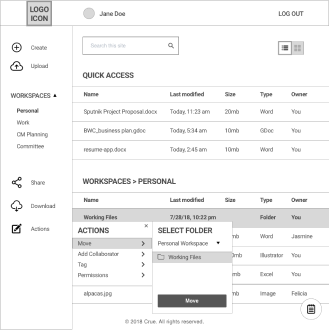 LOGO
ICON
Jane Doe
LOG OUT
Create
Search this site
Upload
QUICK ACCESS
Name Last modified Size Type Owner
WORKSPACES ▲
Personal
Sputnik Project Proposal.docx Today, 11:23 am 20mb Word You
Work
BWC_business plan.gdoc Today, 5:34 am 10mb GDoc You
CM Planning
Committee
resume-app.docx Today, 2:45 am 10mb Word You
Share
WORKSPACES > PERSONAL
Download
Name Last modified Size Type Owner
Actions
Working Files 7/28/18, 10:22 pm Folder You
ACTIONS ×
SELECT FOLDER
Move >
Personal Workspace ▼
mb Word Jasmine
Add Collaborator >
Working Files
0mb Illustrator You
Tag >
Permissions >
mb Excel You
alpacas.jpg
Move
mb Image Felicia
© 2018 Crue. All rights reserved.